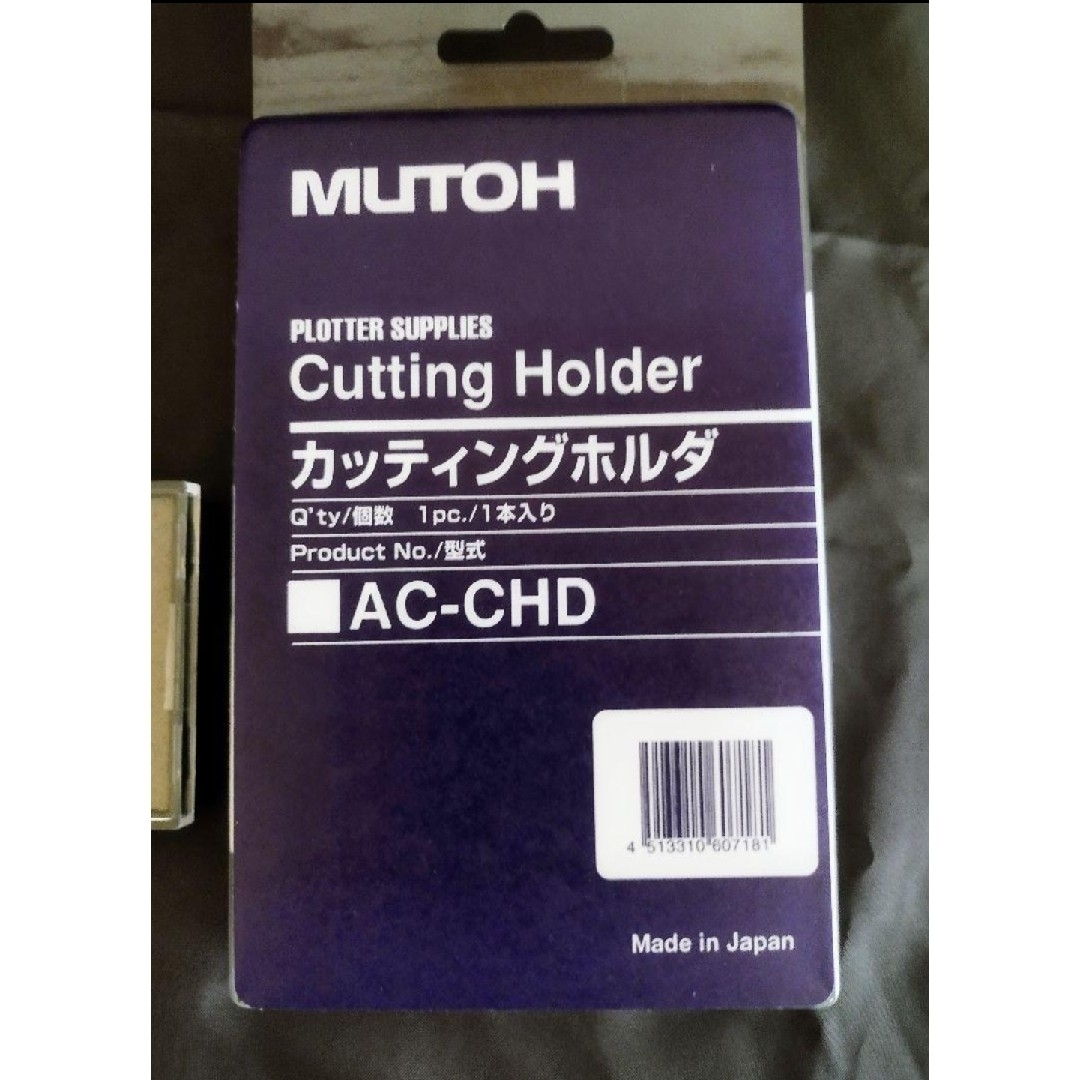 MUTOH
PLOTTER SUPPLIES
Cutting Holder
カッティングホルダ
Q'ty/個数 1pc./1本入り
Product No./型式
■AC-CHD
4 513310 607181
Made in Japan